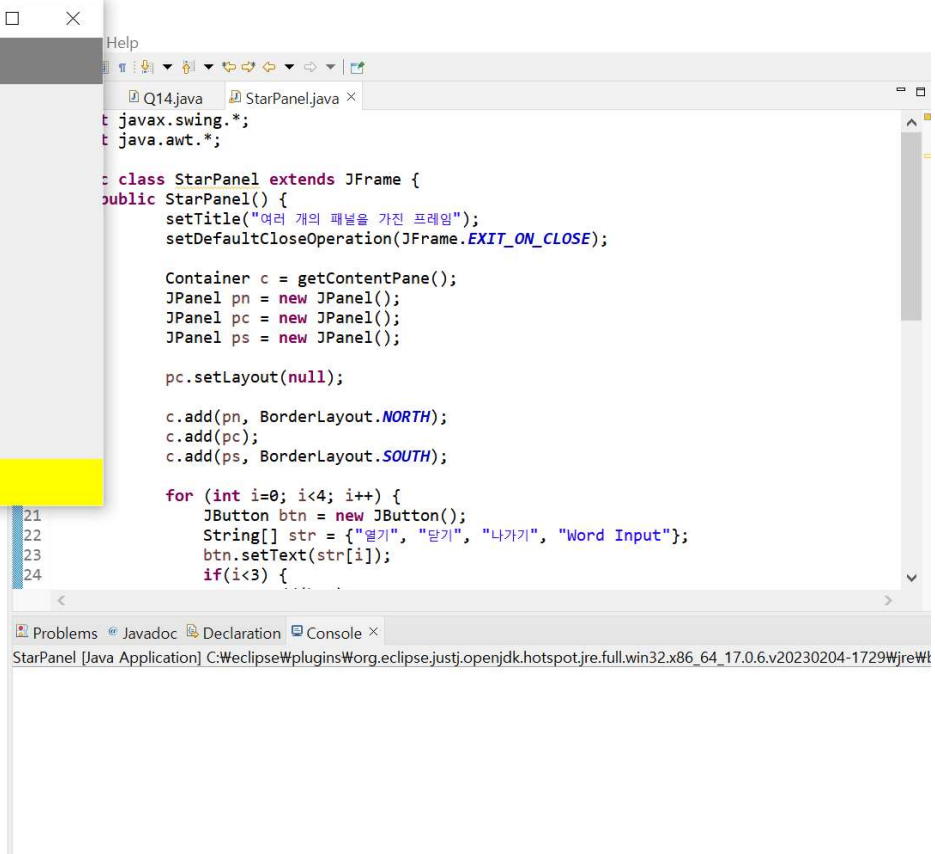 Help
Q14.java StarPanel.java
t javax.swing.*;
t java.awt.*;
c class StarPanel extends JFrame {
public StarPanel() {
setTitle("여러 개의 패널을 가진 프레임");
setDefaultCloseOperation(JFrame.EXIT_ON_CLOSE);
Container c = getContentPane();
JPanel pn = new JPanel();
JPanel pc = new JPanel();
JPanel ps = new JPanel();
pc.setLayout(null);
c.add(pn, BorderLayout.NORTH);
c.add(pc);
c.add(ps, BorderLayout.SOUTH);
for (int i=0; i<4; i++) {
21 JButton btn = new JButton();
22 String[] str = {"열기", "닫기", "나가기", "Word Input"};
23 btn.setText(str[i]);
24 if(i<3) {
Problems Javadoc Declaration Console
StarPanel [Java Application] C:₩eclipse₩plugins₩org.eclipse.justj.openjdk.hotspot.jre.full.win32.x86_64_17.0.6.v20230204-1729₩jre₩b